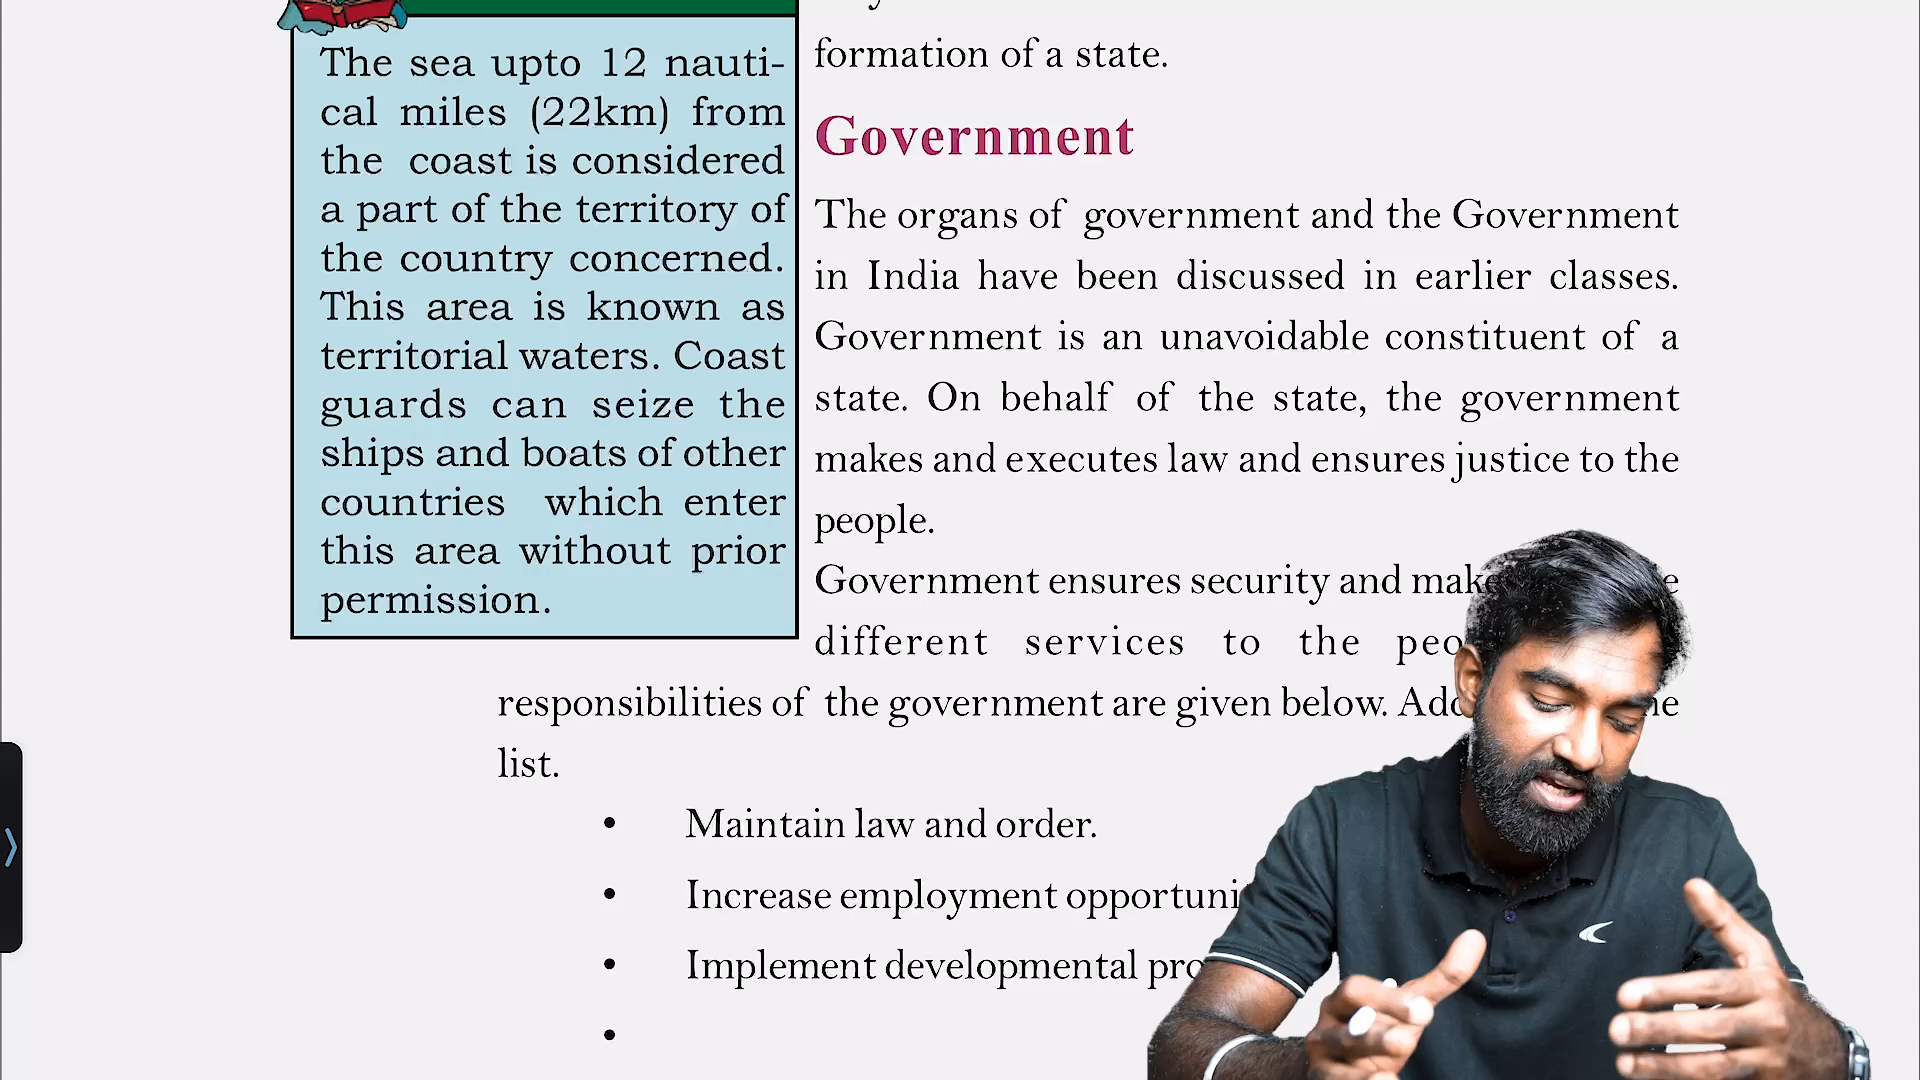 The sea upto 12 nauti-
cal miles (22km) from
the coast is considered
a part of the territory of
the country concerned.
This area is known as
territorial waters. Coast
guards can seize the
ships and boats of other
countries which enter
this area without prior
permission.
formation of a state.
Government
The organs of government and the Government
in India have been discussed in earlier classes.
Government is an unavoidable constituent of a
state. On behalf of the state, the government
makes and executes law and ensures justice to the
people.
Government ensures security and
different services to the
responsibilities of the government are given below.
list.
• Maintain law and order.
• Increase employment
• Implement developmental
•